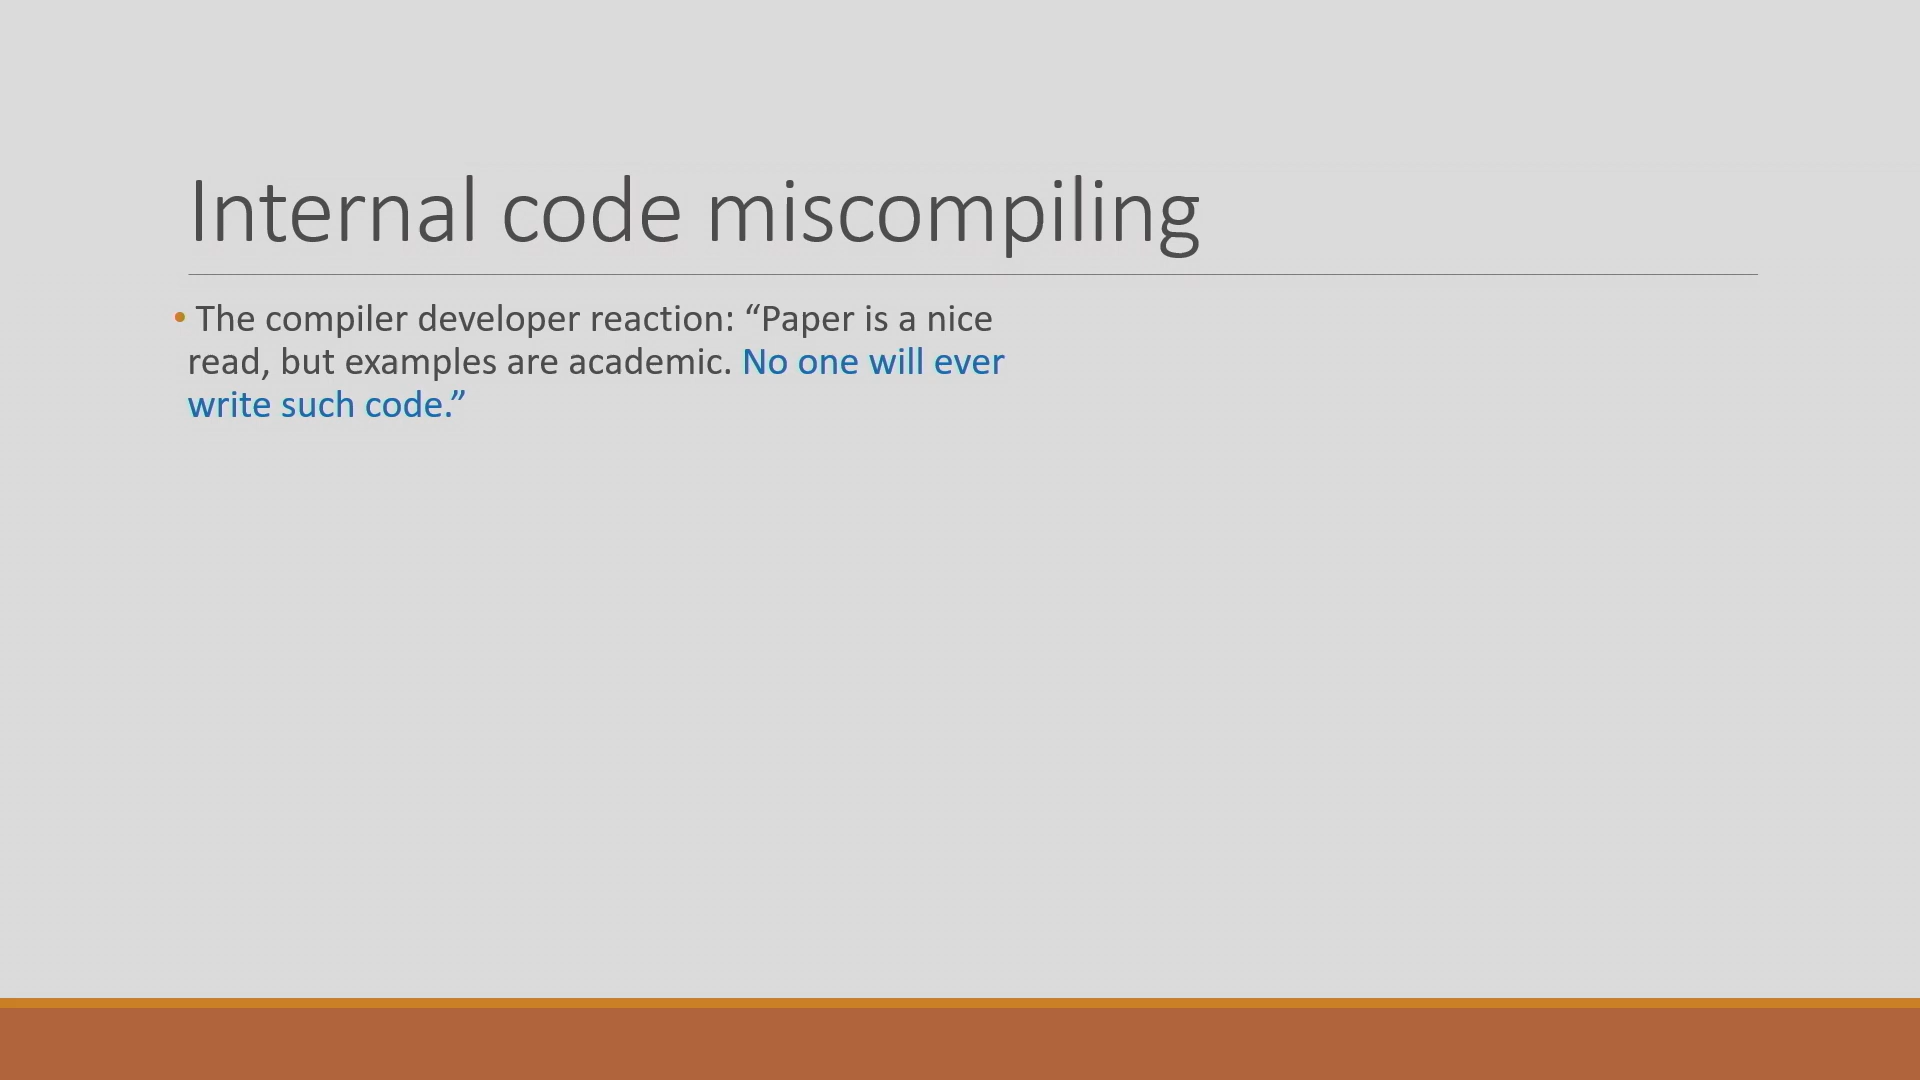 Internal code miscompiling
• The compiler developer reaction: “Paper is a nice
read, but examples are academic. No one will ever
write such code.”